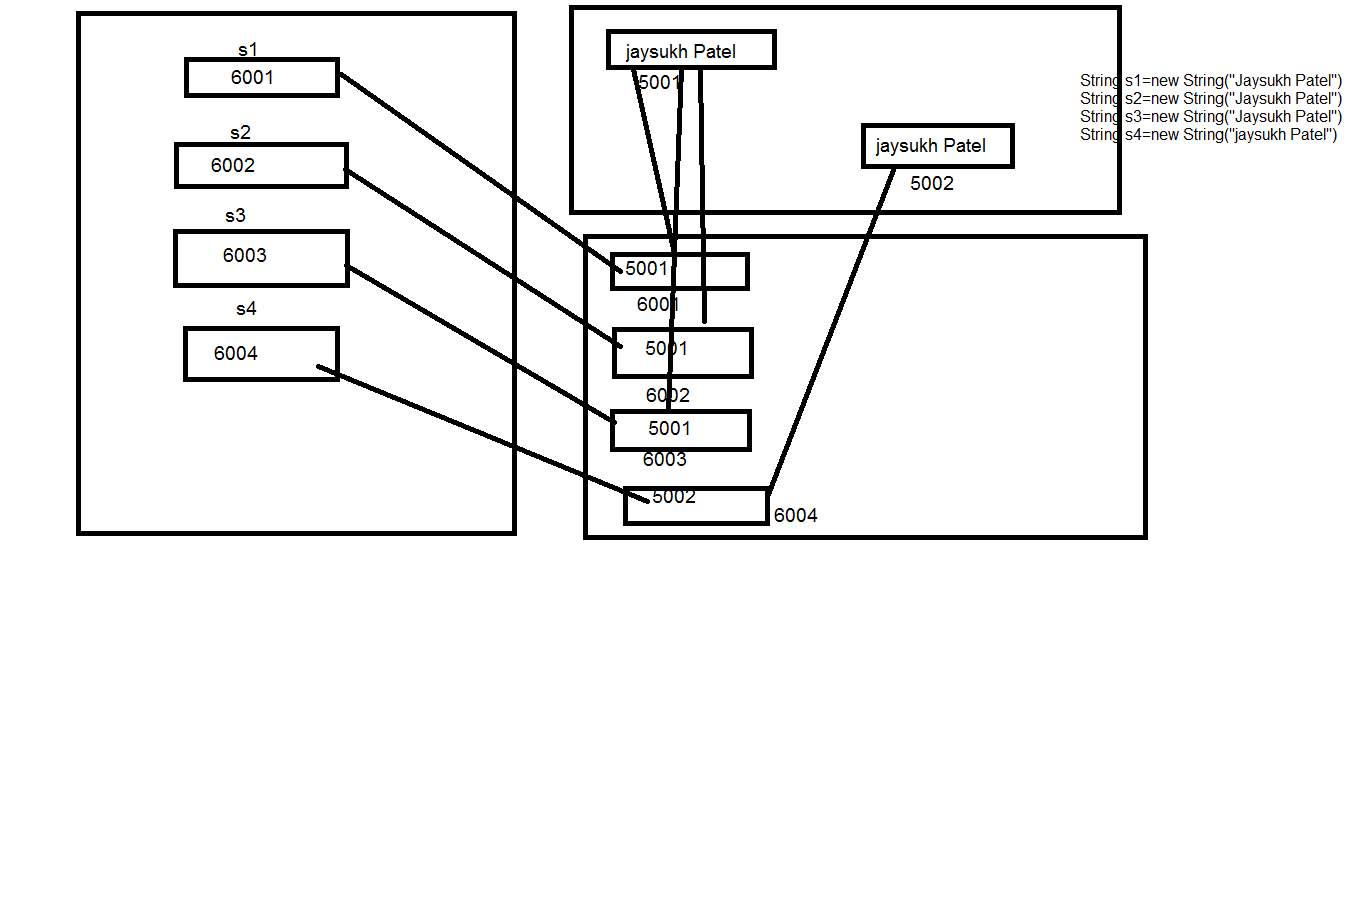 s1
6001
s2
6002
s3
6003
s4
6004
jaysukh Patel
5001
jaysukh Patel
5002
5001
6001
5001
6002
5001
6003
5002
6004
String s1=new String("Jaysukh Patel")
String s2=new String("Jaysukh Patel")
String s3=new String("Jaysukh Patel")
String s4=new String("jaysukh Patel")